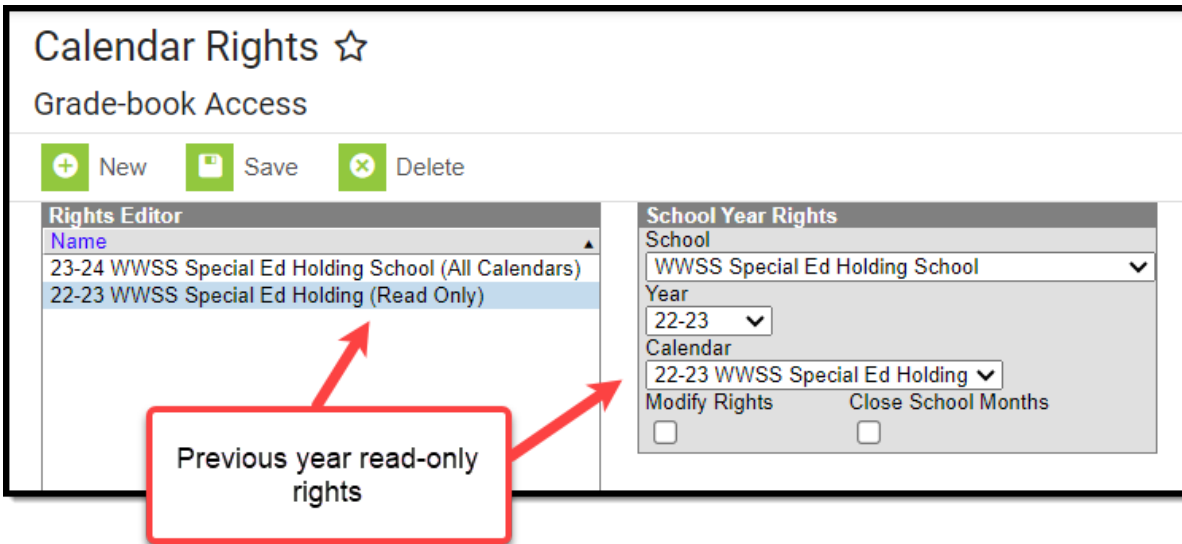 Calendar Rights
Grade-book Access
New Save Delete
Rights Editor
Name
23-24 WWSS Special Ed Holding School (All Calendars)
22-23 WWSS Special Ed Holding (Read Only)
School Year Rights
School
WWSS Special Ed Holding School
Year
22-23
Calendar
22-23 WWSS Special Ed Holding
Modify Rights Close School Months
Previous year read-only
rights